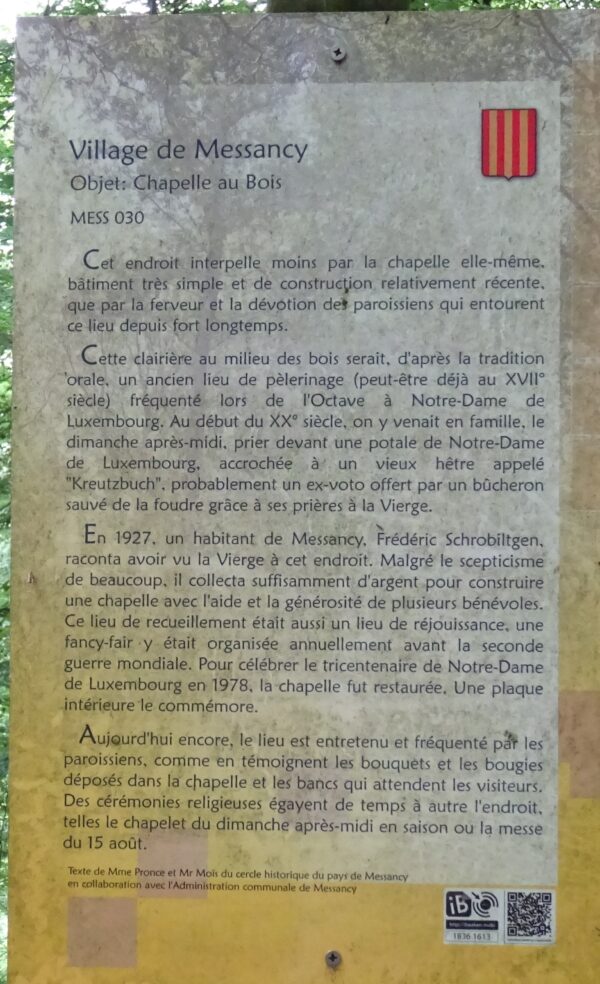 Village de Messancy
Objet: Chapelle au Bois
MESS 030
Cet endroit interpelle moins par la chapelle elle-même,
bâtiment très simple et de construction relativement récente,
que par la ferveur et la dévotion des paroissiens qui entourent
ce lieu depuis fort longtemps.
Cette clairière au milieu des bois serait, d'après la tradition
orale, un ancien lieu de pèlerinage (peut-être déjà au XVII°
siècle) fréquenté lors de l'Octave à Notre-Dame de
Luxembourg. Au début du XX° siècle, on y venait en famille, le
dimanche après-midi, prier devant une potale de Notre-Dame
de Luxembourg, accrochée à un vieux hêtre appelé
"Kreutzbuch", probablement un ex-voto offert par un bûcheron
sauvé de la foudre grâce à ses prières à la Vierge.
En 1927, un habitant de Messancy, Frédéric Schrobiltgen,
raconta avoir vu la Vierge à cet endroit. Malgré le scepticisme
de beaucoup, il collecta suffisamment d'argent pour construire
une chapelle avec l'aide et la générosité de plusieurs bénévoles.
Ce lieu de recueillement était aussi un lieu de réjouissance, une
fancy-fair y était organisée annuellement avant la seconde
guerre mondiale. Pour célébrer le tricentenaire de Notre-Dame
de Luxembourg en 1978, la chapelle fut restaurée. Une plaque
intérieure le commémore.
Aujourd'hui encore, le lieu est entretenu et fréquenté par les
paroissiens, comme en témoignent les bouquets et les bougies
déposés dans la chapelle et les bancs qui attendent les visiteurs.
Des cérémonies religieuses égayent de temps à autre l'endroit,
telles le chapelet du dimanche après-midi en saison ou la messe
du 15 août.
Texte de Mme Pronce et Mr Mois du cercle historique du pays de Messancy
en collaboration avec l'Administration communale de Messancy
iB
1836 1613